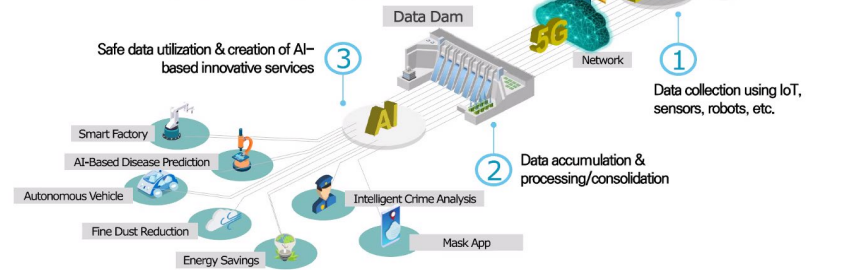 Data Dam
5G
Network
1
Data collection using IoT,
sensors, robots, etc.
Safe data utilization & creation of AI-
based innovative services
3
AI
2
Data accumulation &
processing/consolidation
Smart Factory
AI-Based Disease Prediction
Autonomous Vehicle
Fine Dust Reduction
Energy Savings
Intelligent Crime Analysis
Mask App